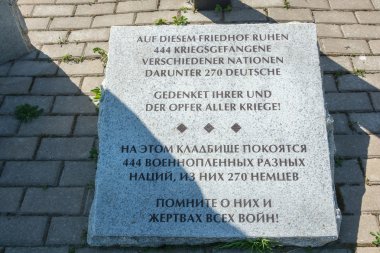 AUF DIESEM FRIEDHOF RUHEN
444 KRIEGSGEFANGENE
VERSCHIEDENER NATIONEN
DARUNTER 270 DEUTSCHE
GEDENKET IHRER UND
DER OPFER ALLER KRIEGE!
НА ЭТОМ КЛАДБИЩЕ ПОКОЯТСЯ
444 ВОЕННОПЛЕННЫХ РАЗНЫХ
НАЦИЙ, ИЗ НИХ 270 НЕМЦЕВ
ПОМНИТЕ О НИХ И
ЖЕРТВАХ ВСЕХ ВОЙН!